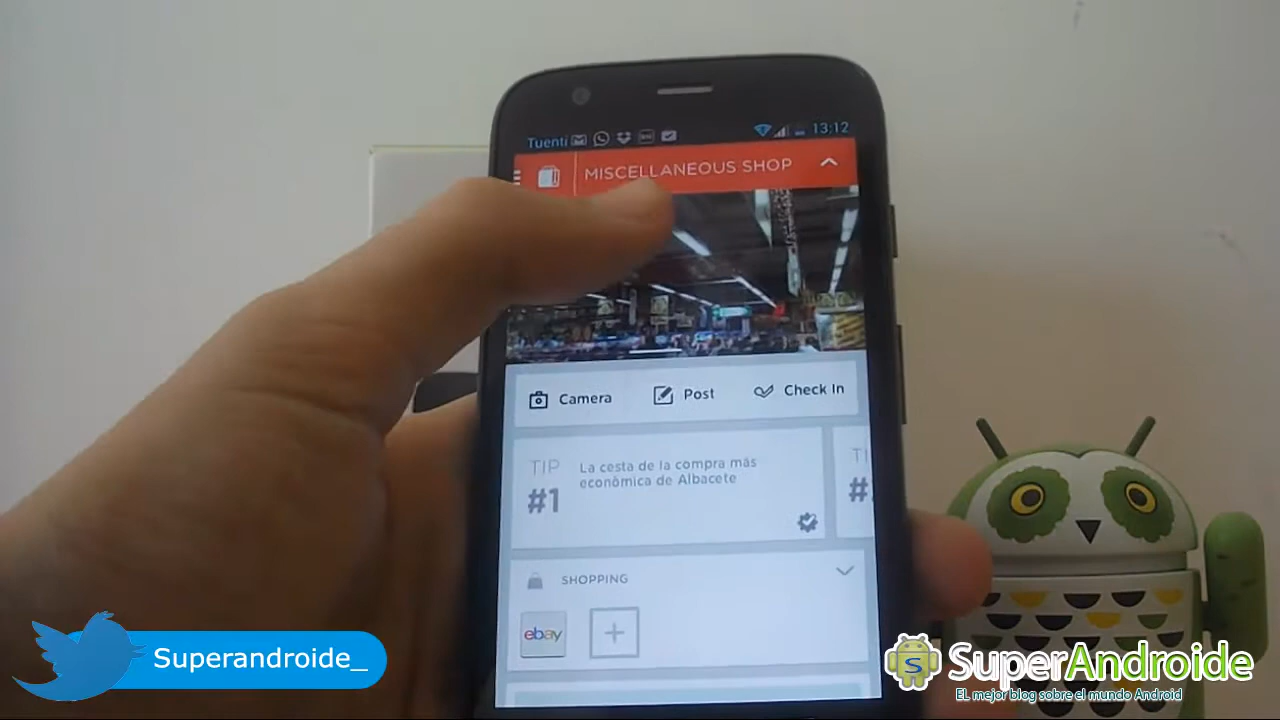 Tuenti 13:12
MISCELLANEOUS SHOP
Camera Post Check In
TIP
#1
La cesta de la compra más
económica de Albacete
TI
#
SHOPPING
ebay
Superandroide_
S
SuperAndroide
EL mejor blog sobre el mundo Android